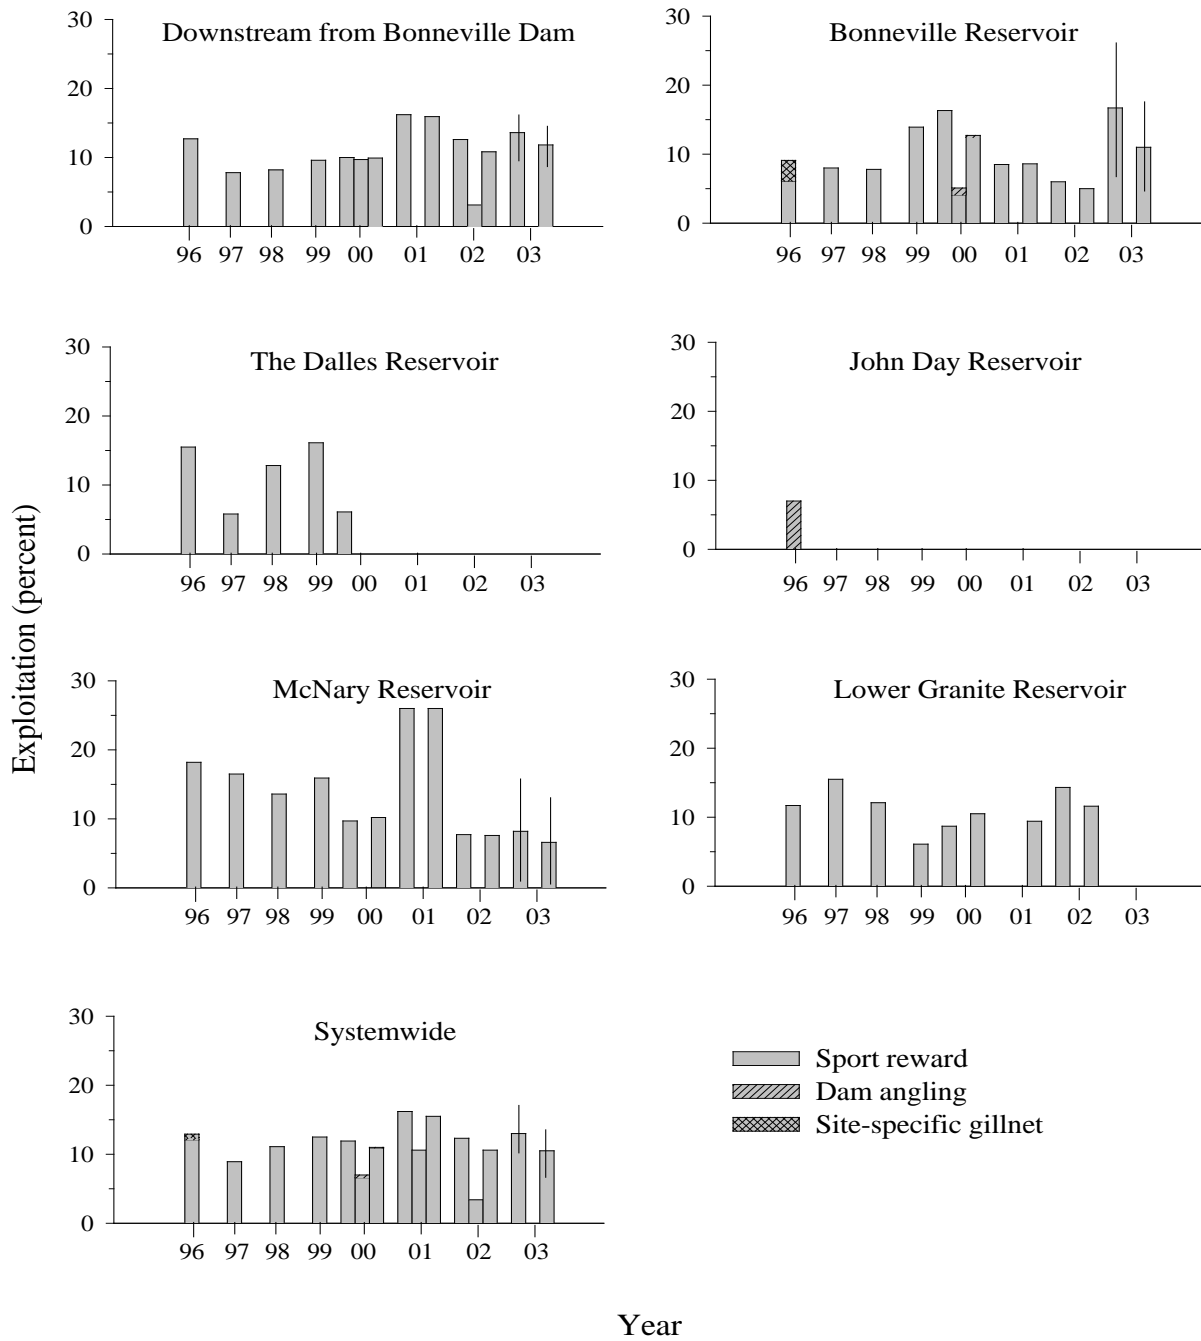 Downstream from Bonneville Dam
30
20
10
0
96 97 98 99 00 01 02 03
Bonneville Reservoir
30
20
10
0
96 97 98 99 00 01 02 03
The Dalles Reservoir
30
20
10
0
96 97 98 99 00 01 02 03
John Day Reservoir
30
20
10
0
96 97 98 99 00 01 02 03
Exploitation (percent)
McNary Reservoir
30
20
10
0
96 97 98 99 00 01 02 03
Lower Granite Reservoir
30
20
10
0
96 97 98 99 00 01 02 03
Systemwide
30
20
10
0
96 97 98 99 00 01 02 03
Sport reward
Dam angling
Site-specific gillnet
Year